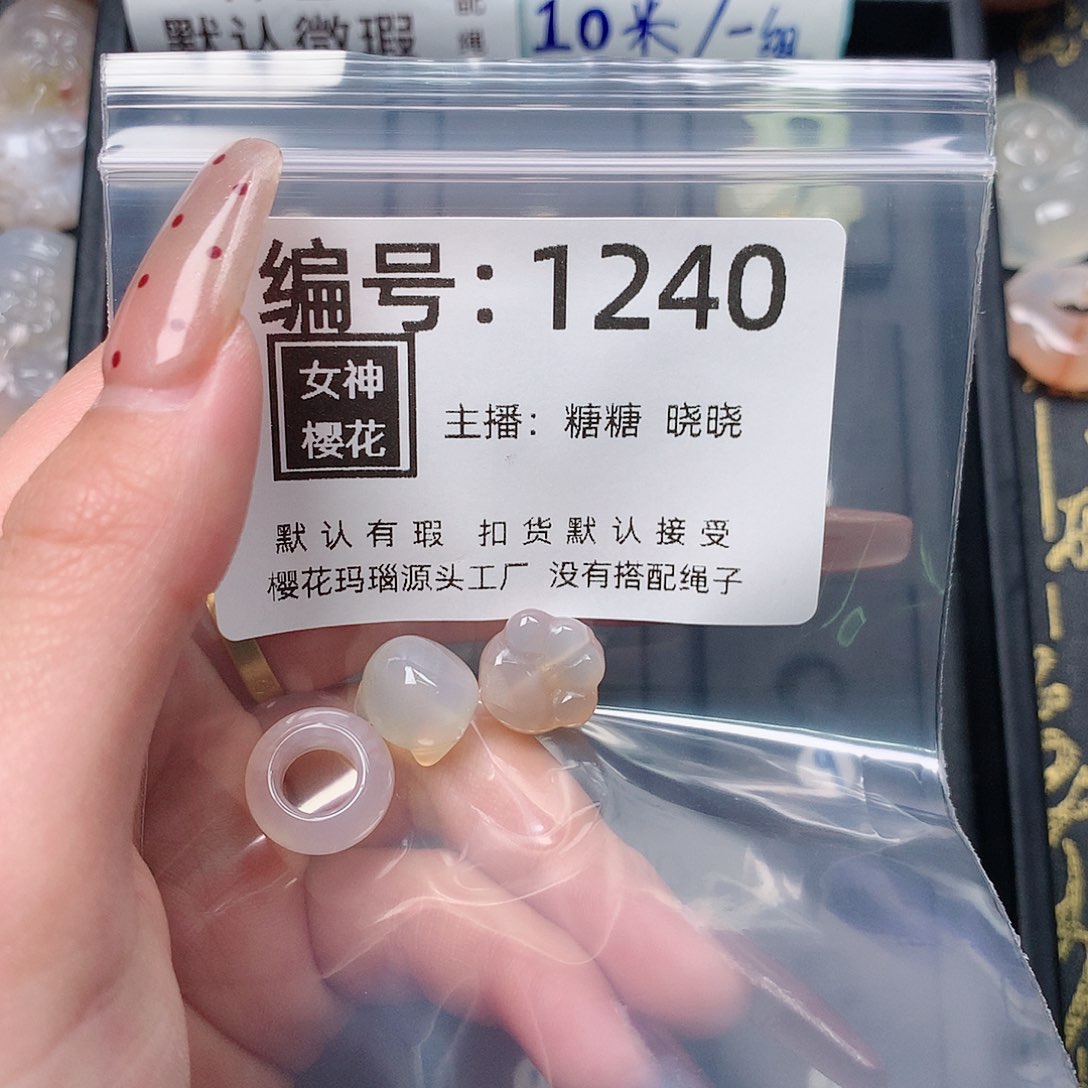 默认微瑕
绳
10米/一组
编号：1240
女神
樱花
主播：糖糖 晓晓
默认有瑕 扣货默认接受
樱花玛瑙源头工厂 没有搭配绳子